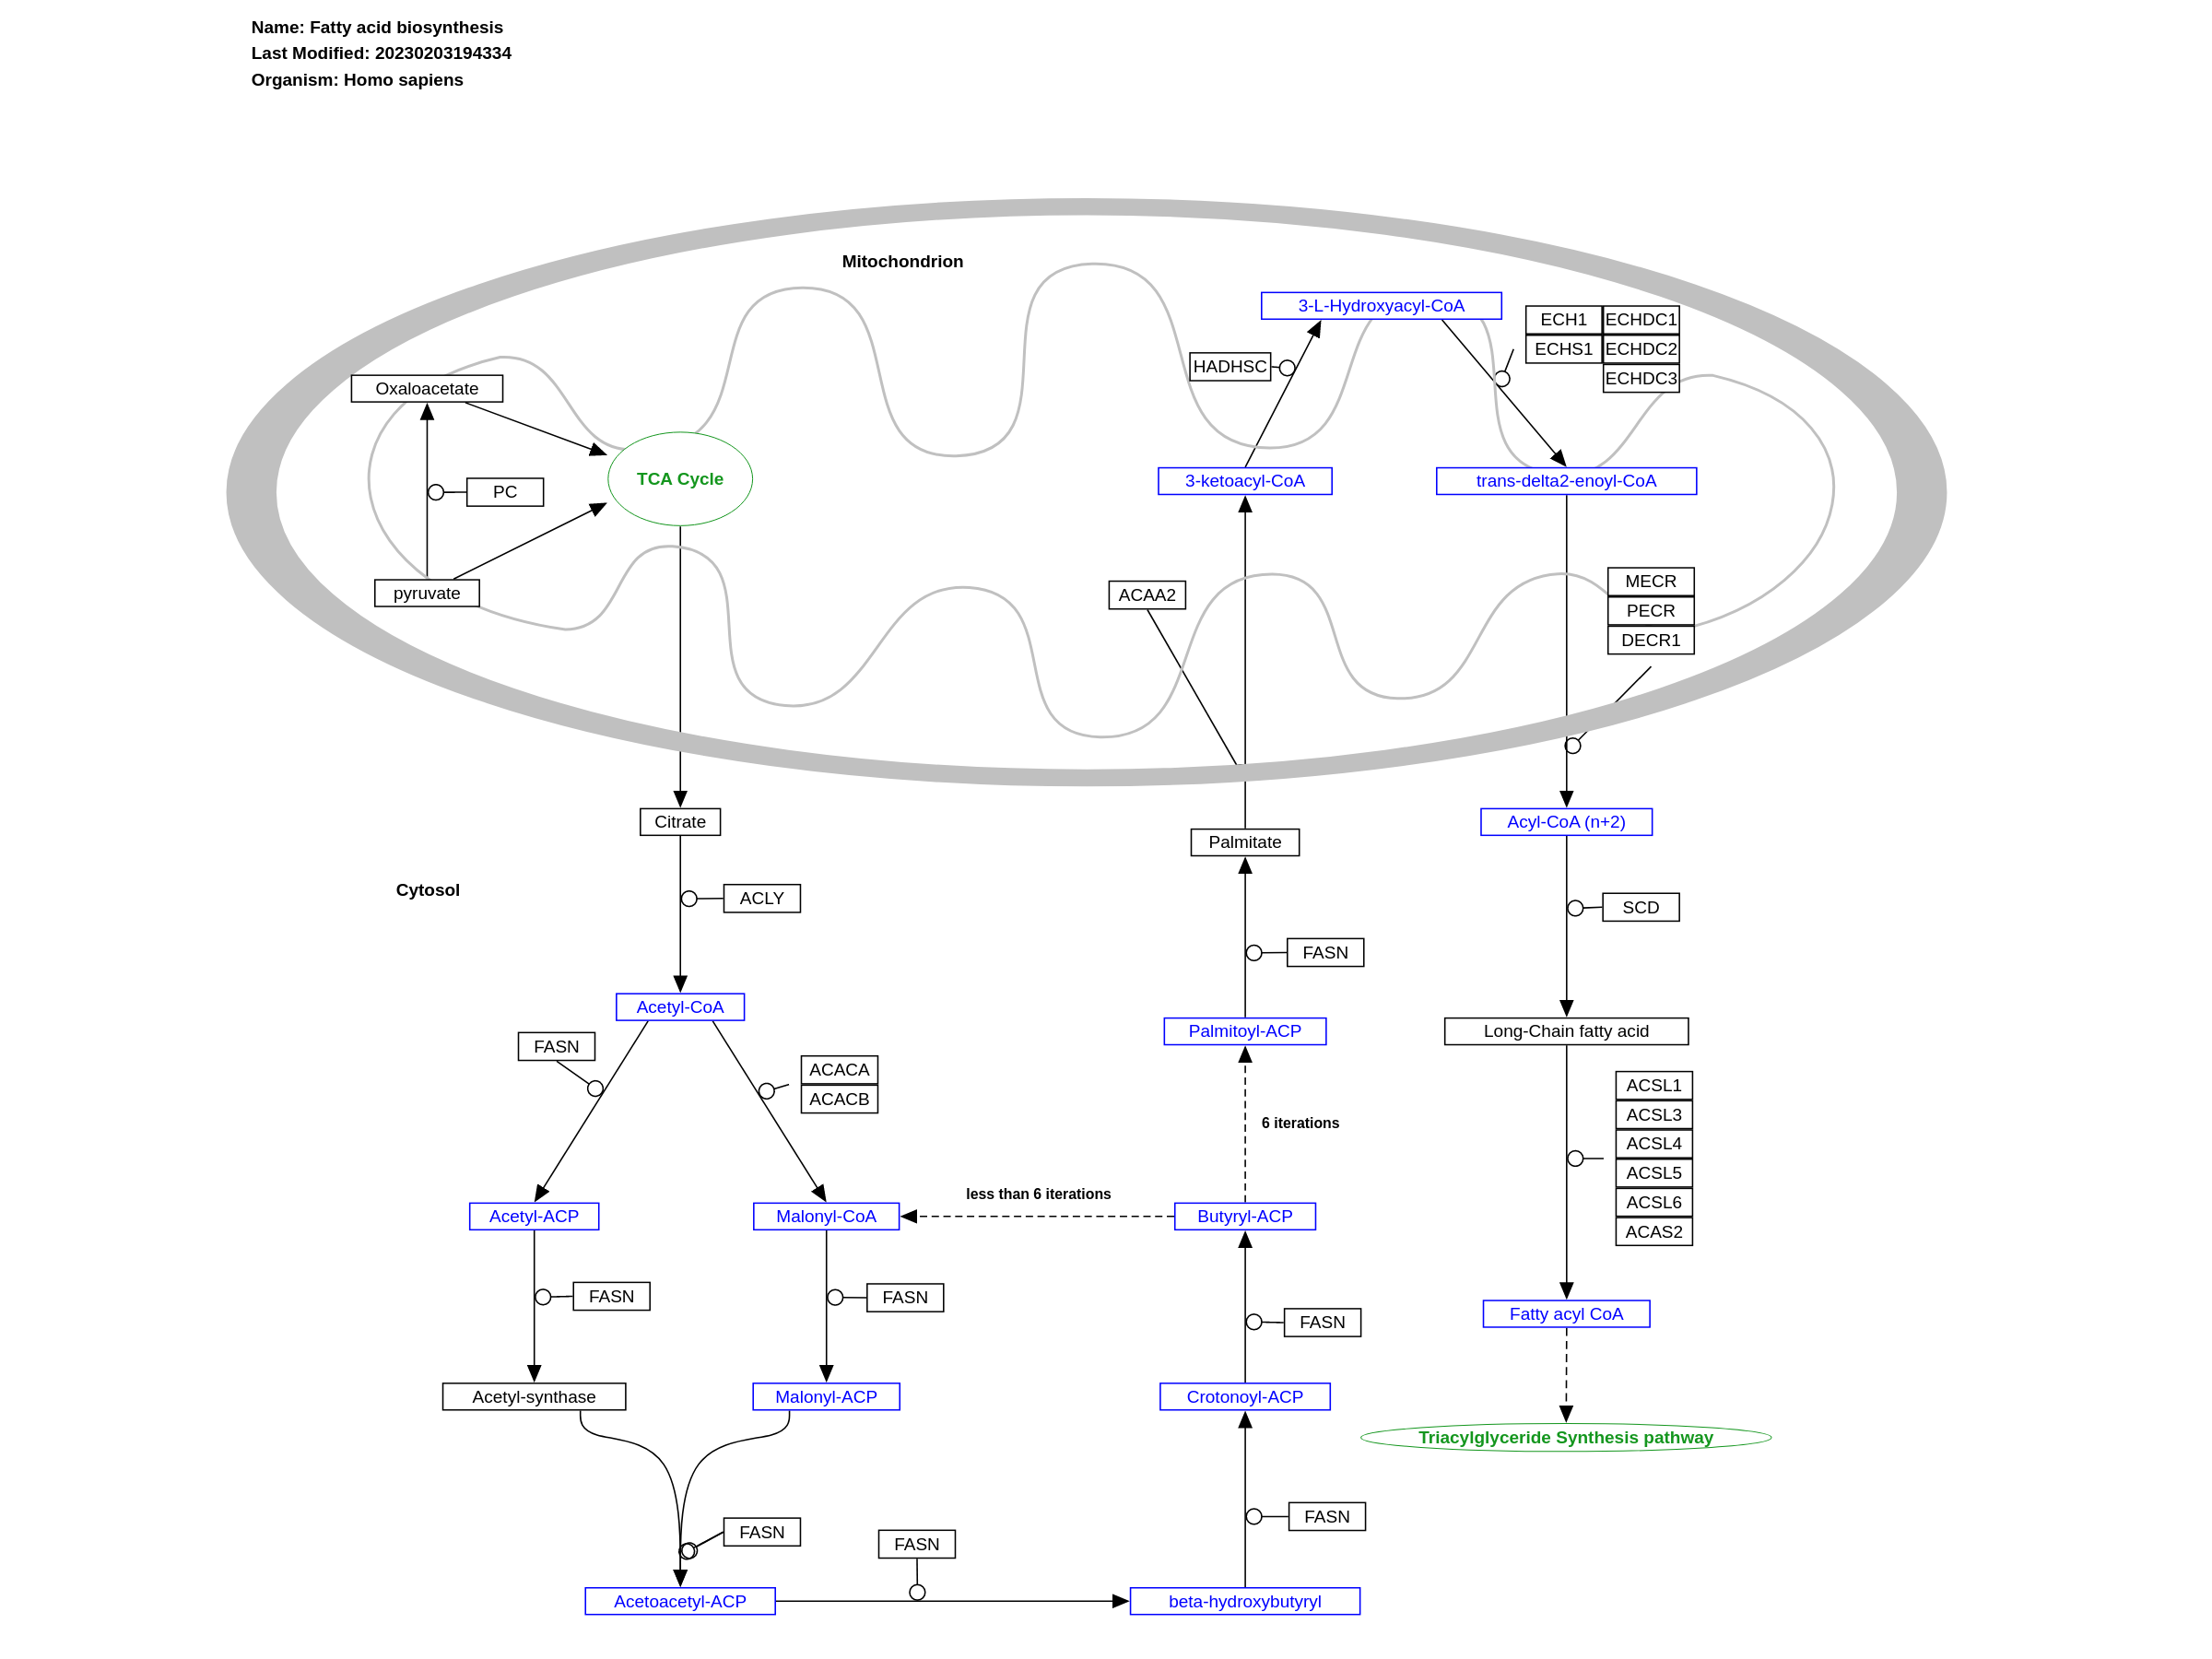 Name: Fatty acid biosynthesis
Last Modified: 20230203194334
Organism: Homo sapiens
Mitochondrion
3-L-Hydroxyacyl-CoA
ECH1
ECHDC1
ECHS1
ECHDC2
HADHSC
ECHDC3
Oxaloacetate
TCA Cycle
3-ketoacyl-CoA
trans-delta2-enoyl-CoA
PC
pyruvate
ACAA2
MECR
PECR
DECR1
Citrate
Acyl-CoA (n+2)
Palmitate
Cytosol
ACLY
SCD
FASN
Acetyl-CoA
Palmitoyl-ACP
Long-Chain fatty acid
FASN
ACACA
ACACB
6 iterations
ACSL1
ACSL3
ACSL4
ACSL5
ACSL6
ACAS2
less than 6 iterations
Acetyl-ACP
Malonyl-CoA
Butyryl-ACP
FASN
FASN
FASN
Fatty acyl CoA
Acetyl-synthase
Malonyl-ACP
Crotonoyl-ACP
Triacylglyceride Synthesis pathway
FASN
FASN
FASN
Acetoacetyl-ACP
beta-hydroxybutyryl